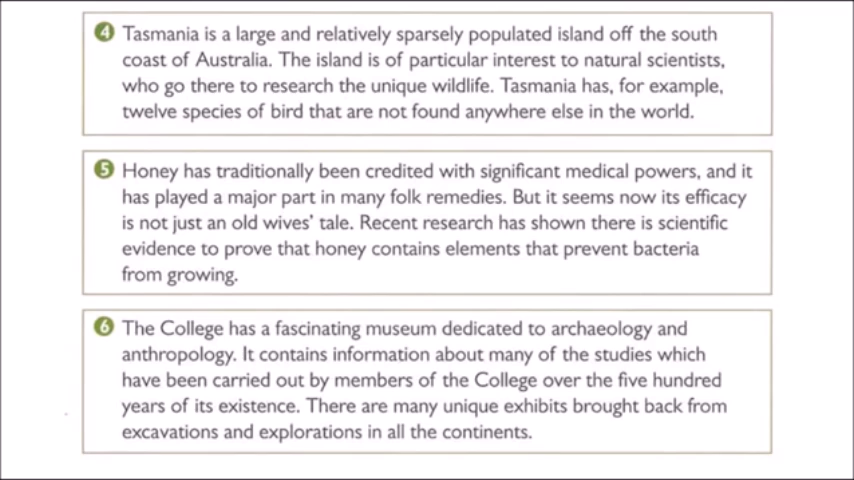 4 Tasmania is a large and relatively sparsely populated island off the south
coast of Australia. The island is of particular interest to natural scientists,
who go there to research the unique wildlife. Tasmania has, for example,
twelve species of bird that are not found anywhere else in the world.
5 Honey has traditionally been credited with significant medical powers, and it
has played a major part in many folk remedies. But it seems now its efficacy
is not just an old wives' tale. Recent research has shown there is scientific
evidence to prove that honey contains elements that prevent bacteria
from growing.
6 The College has a fascinating museum dedicated to archaeology and
anthropology. It contains information about many of the studies which
have been carried out by members of the College over the five hundred
years of its existence. There are many unique exhibits brought back from
excavations and explorations in all the continents.